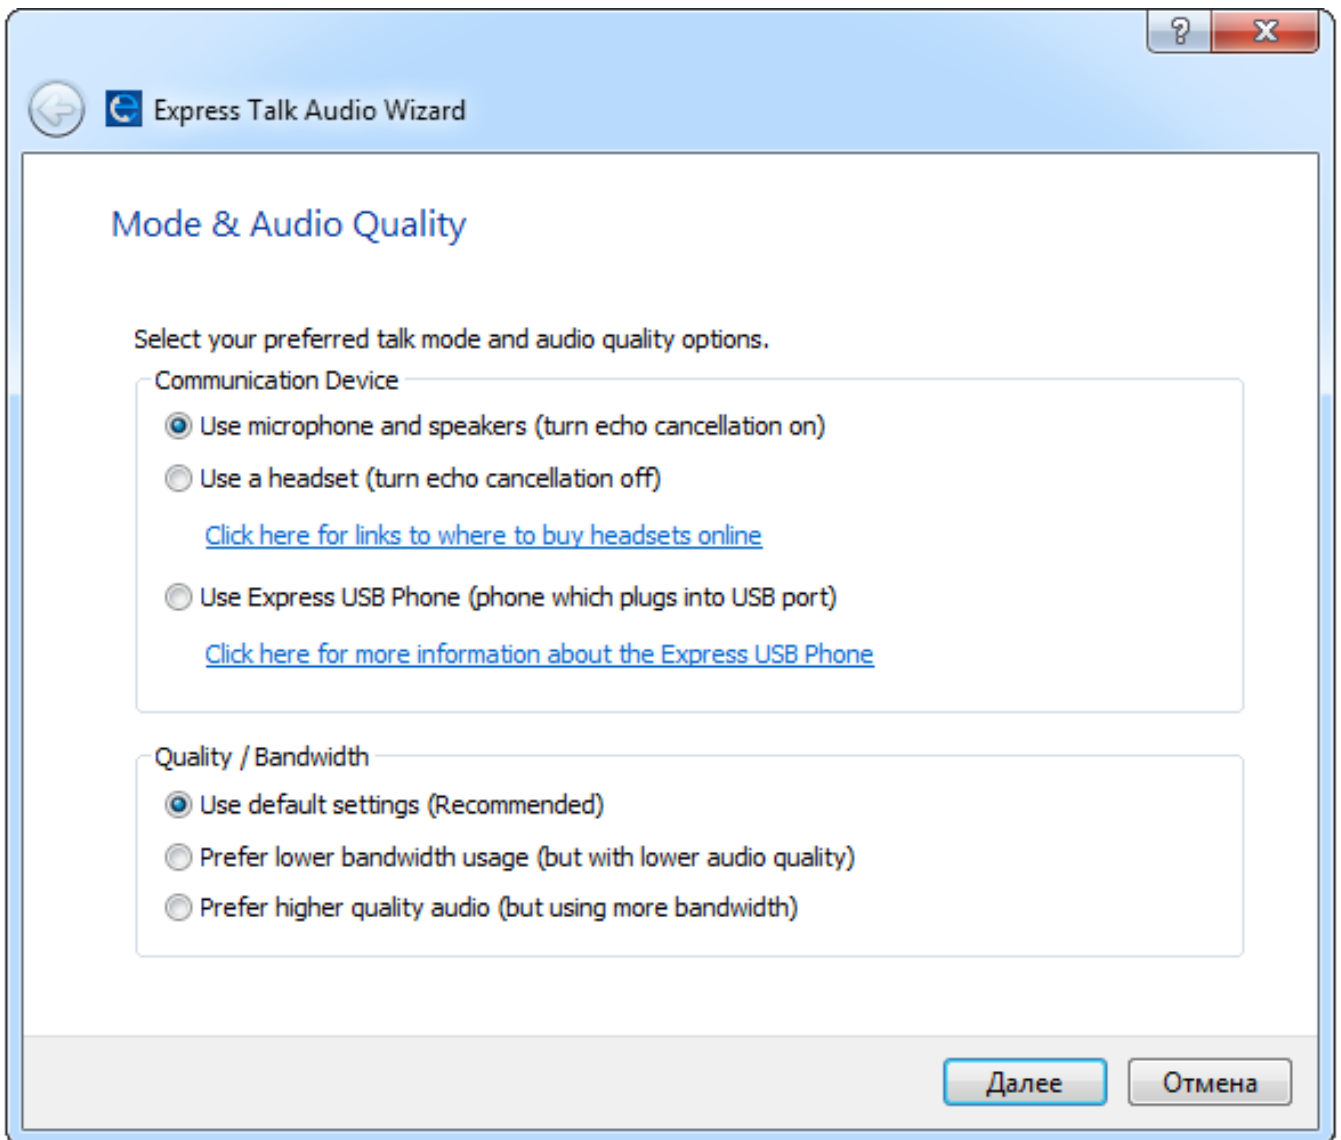 Express Talk Audio Wizard
Mode & Audio Quality
Select your preferred talk mode and audio quality options.
Communication Device
Use microphone and speakers (turn echo cancellation on)
Use a headset (turn echo cancellation off)
Click here for links to where to buy headsets online
Use Express USB Phone (phone which plugs into USB port)
Click here for more information about the Express USB Phone
Quality / Bandwidth
Use default settings (Recommended)
Prefer lower bandwidth usage (but with lower audio quality)
Prefer higher quality audio (but using more bandwidth)
Далее Отмена